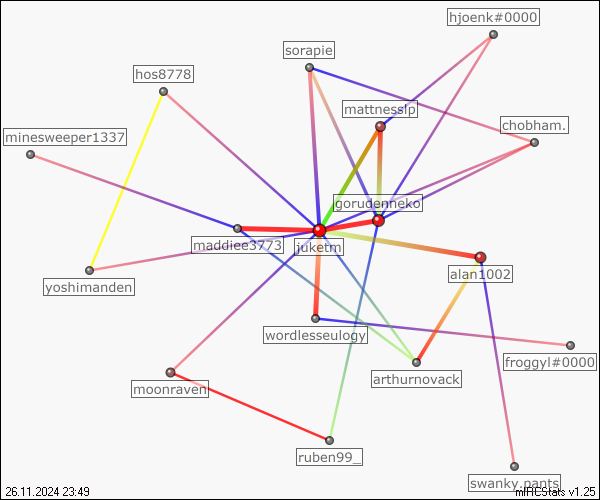 hjoenk#0000
sorapie
hos8778
mattnesslp
chobham.
minesweeper1337
gorudenneko
maddiee3773
juketm
alan1002
yoshimanden
wordlesseulogy
froggyl#0000
arthurnovack
moonraven
ruben99_
swanky.pants
26.11.2024 23:49
mIRCStats v1.25